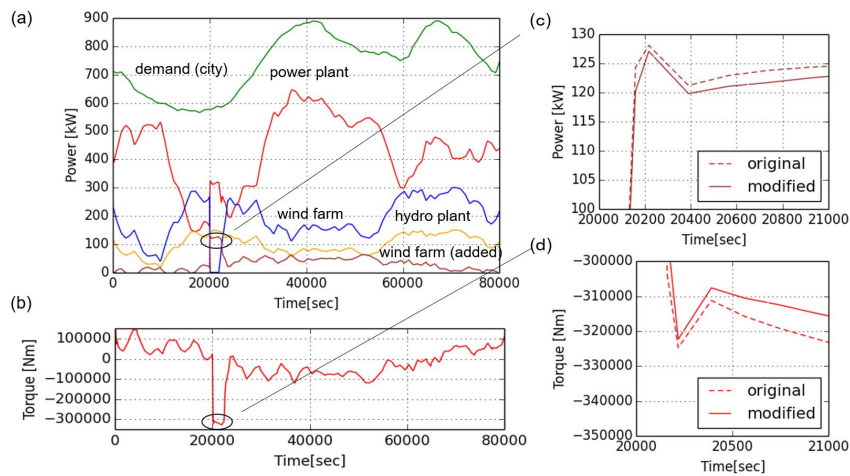 (a)
900
800
700
600
500
400
300
200
100
0
Power [kW]
demand (city)
power plant
wind farm
hydro plant
wind farm (added)
0 20000 40000 60000 80000
Time[sec]
(b)
100000
0
−100000
−200000
−300000
Torque [Nm]
0 20000 40000 60000 80000
Time[sec]
(c)
130
125
120
115
110
105
100
Power [kW]
original
modified
20000 20200 20400 20600 20800 21000
Time[sec]
(d)
−300000
−310000
−320000
−330000
−340000
−350000
Torque [Nm]
original
modified
20000 20500 21000
Time[sec]